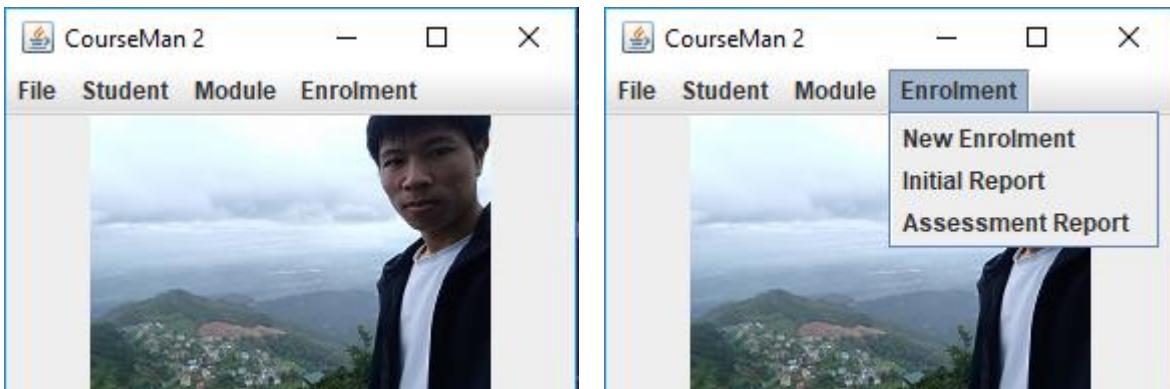 CourseMan 2
File Student Module Enrolment
CourseMan 2
File Student Module Enrolment
New Enrolment
Initial Report
Assessment Report